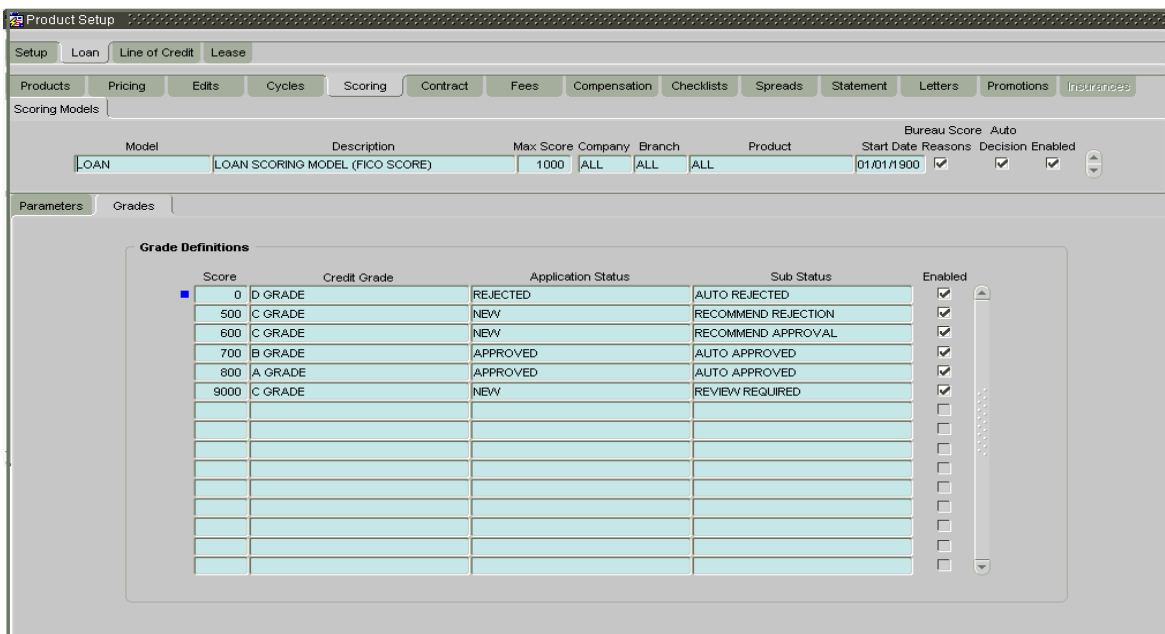 Product Setup
Setup Loan Line of Credit Lease
Products Pricing Edits Cycles Scoring Contract Fees Compensation Checklists Spreads Statement Letters Promotions Insurances
Scoring Models
Bureau Score Auto
Model Description Max Score Company Branch Product Start Date Reasons Decision Enabled
LOAN LOAN SCORING MODEL (FICO SCORE) 1000 ALL ALL ALL 01/01/1900
Parameters Grades
Grade Definitions
Score Credit Grade Application Status Sub Status Enabled
0 D GRADE REJECTED AUTO REJECTED
500 C GRADE NEW RECOMMEND REJECTION
600 C GRADE NEW RECOMMEND APPROVAL
700 B GRADE APPROVED AUTO APPROVED
800 A GRADE APPROVED AUTO APPROVED
9000 C GRADE NEW REVIEW REQUIRED